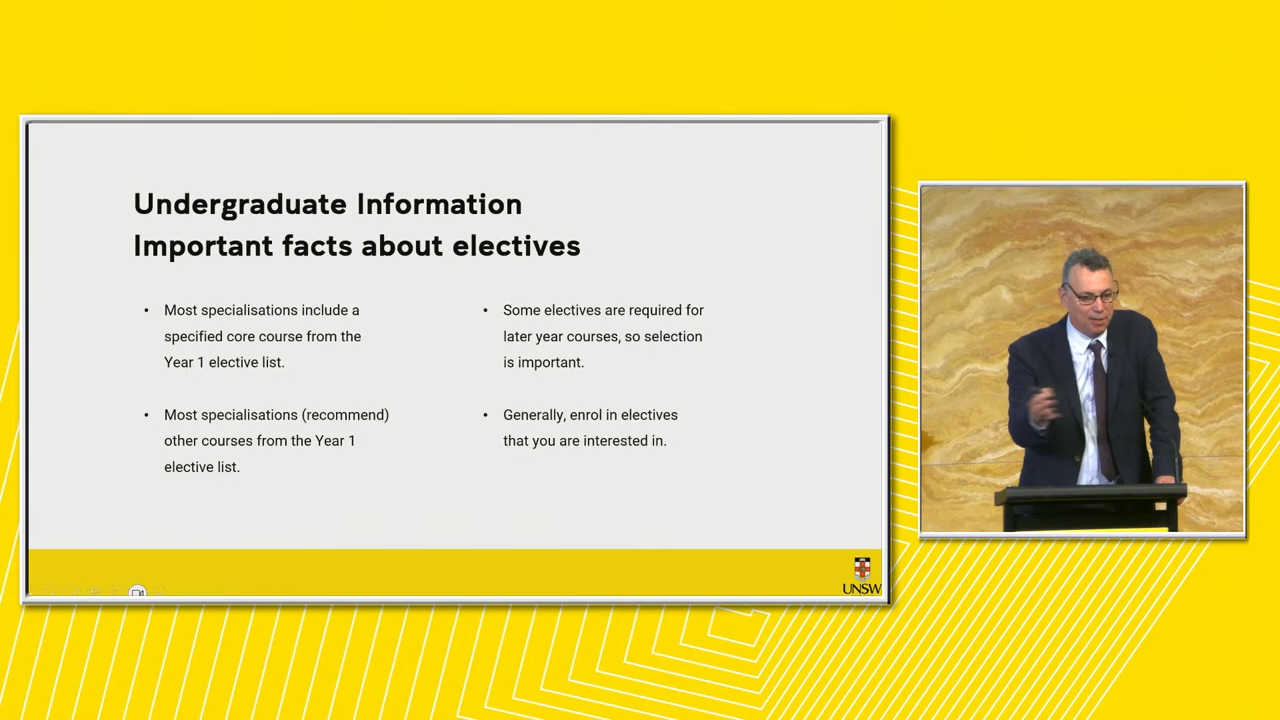 Undergraduate Information
Important facts about electives
• Most specialisations include a
specified core course from the
Year 1 elective list.
• Most specialisations (recommend)
other courses from the Year 1
elective list.
• Some electives are required for
later year courses, so selection
is important.
• Generally, enrol in electives
that you are interested in.
UNSW